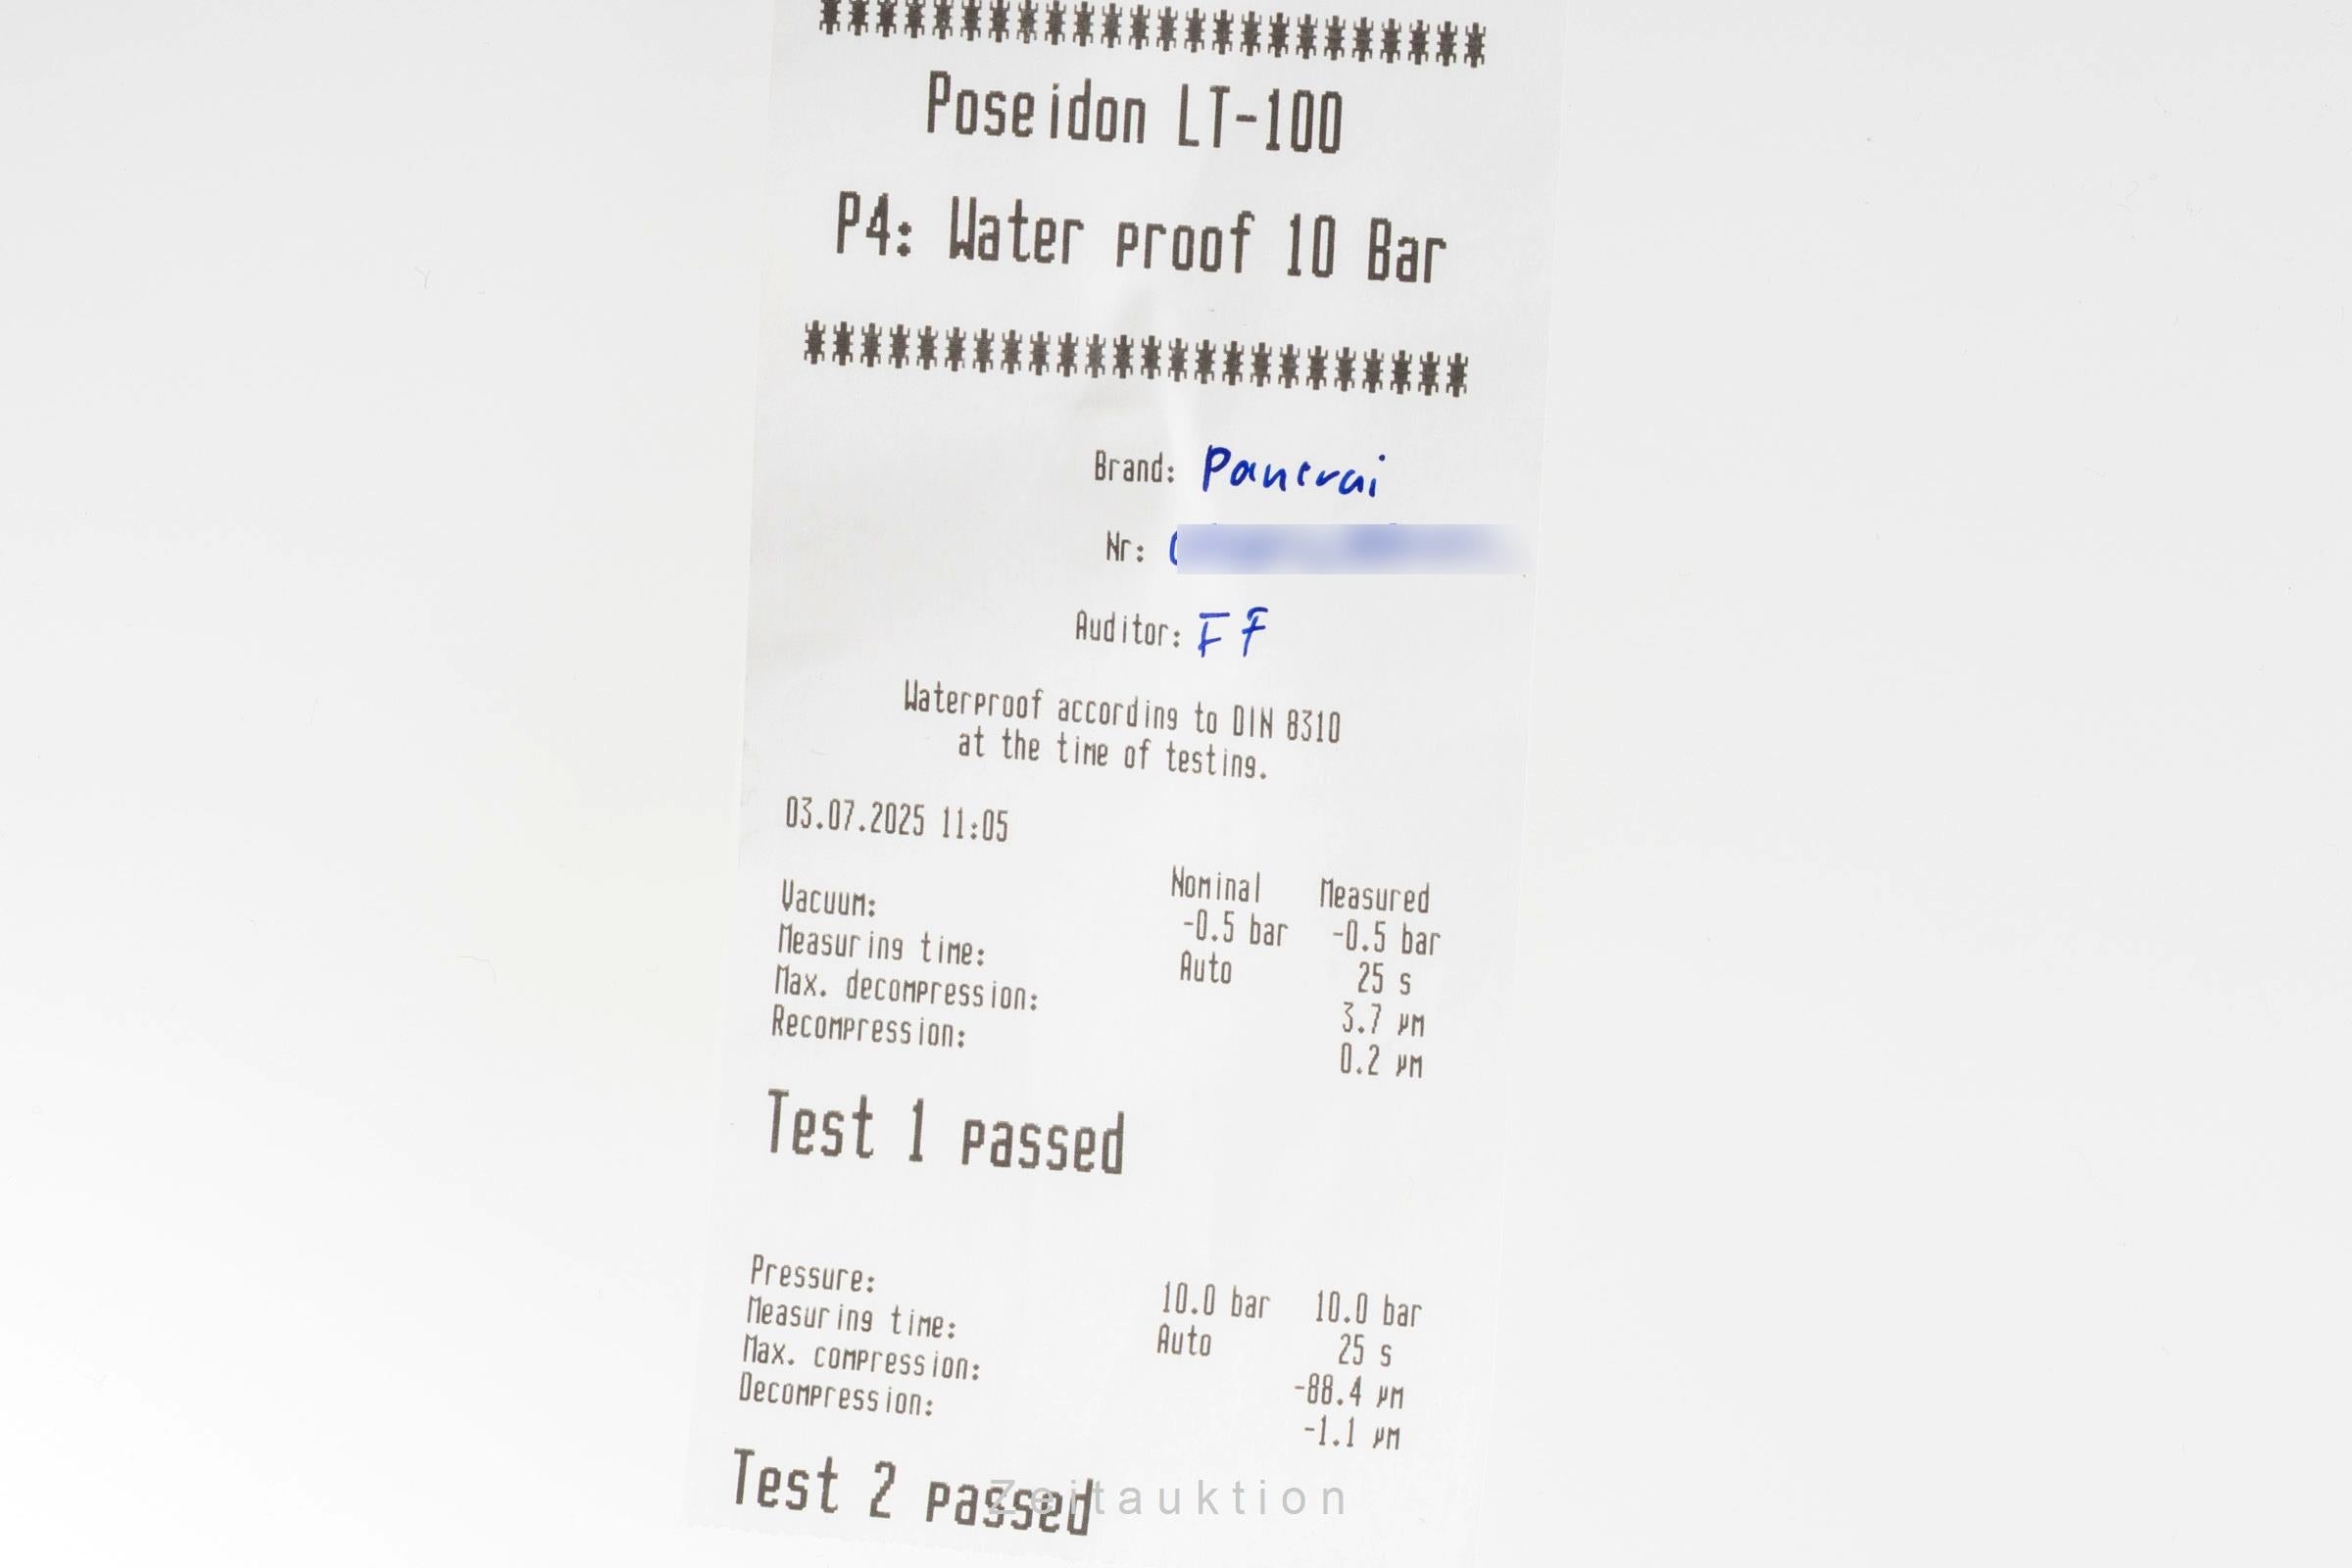 ************************
Poseidon LT-100
P4: Water proof 10 Bar
************************
Brand: Panerai
Nr:
Auditor: FF
Waterproof according to DIN 8310
at the time of testing.
03.07.2025 11:05
Nominal Measured
Vacuum: -0.5 bar -0.5 bar
Measuring time: Auto 25 s
Max. decompression: 3.7 µm
Recompression: 0.2 µm
Test 1 passed
Pressure: 10.0 bar 10.0 bar
Measuring time: Auto 25 s
Max. compression: -88.4 µm
Decompression: -1.1 µm
Test 2 passed
Zeitauktion